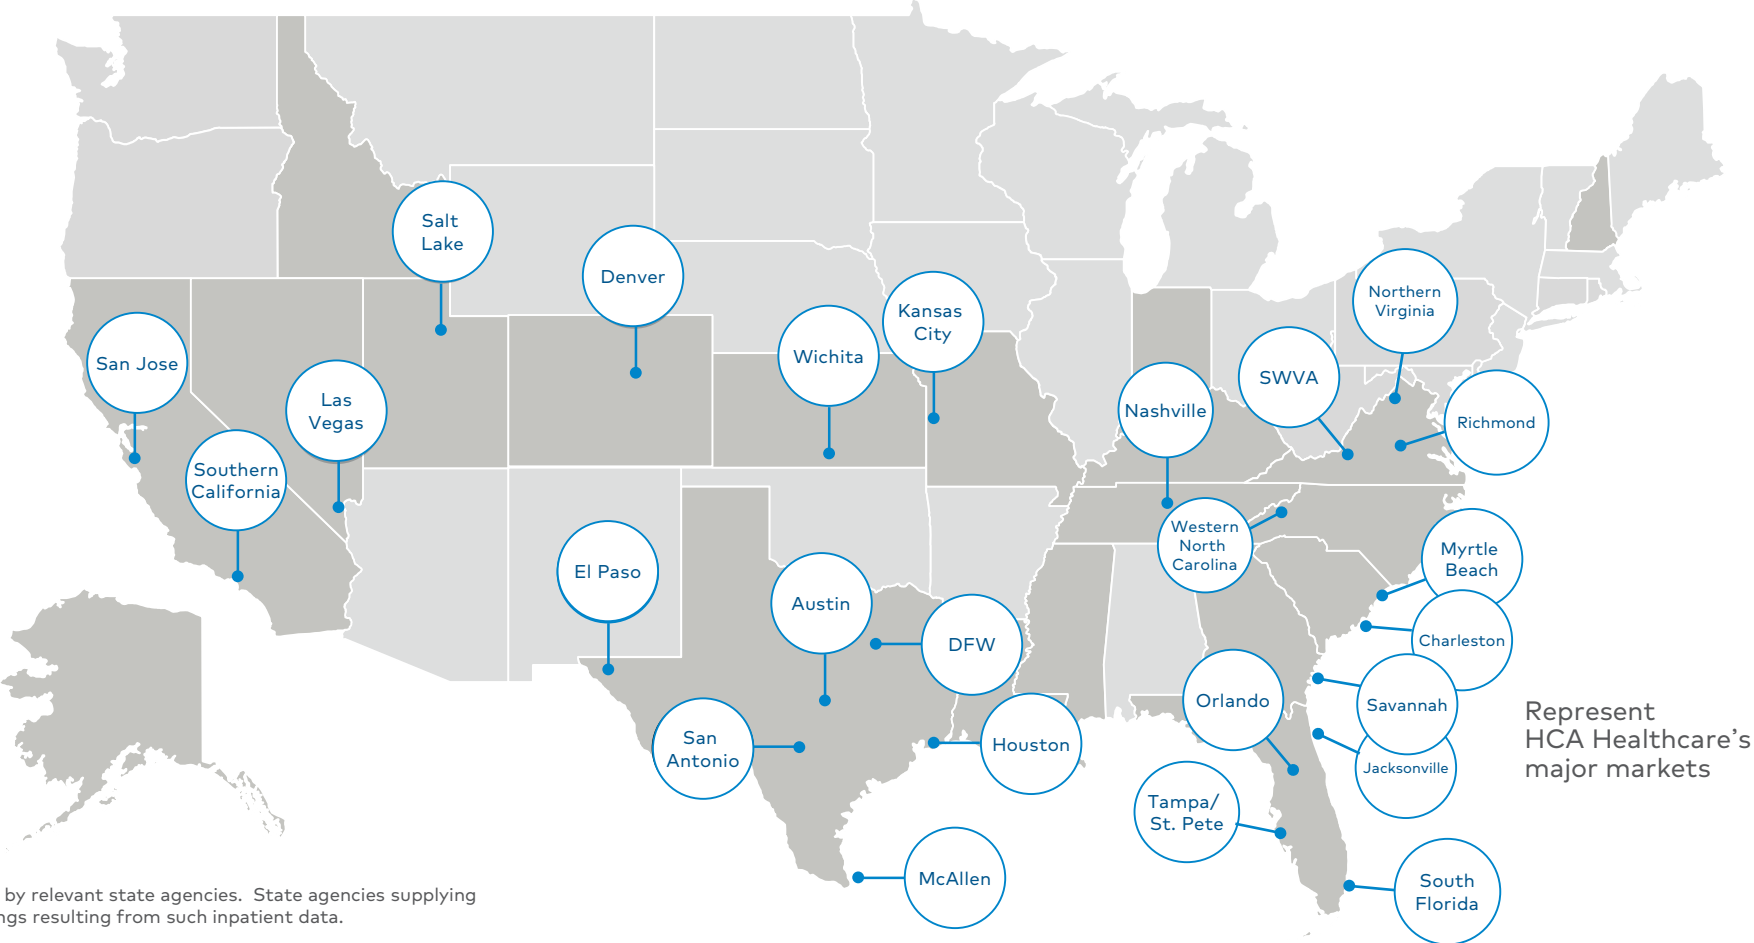 Salt
Lake
Denver
Northern
Virginia
Kansas
City
San Jose
Wichita
SWVA
Las
Vegas
Nashville
Richmond
Southern
California
Western
North
Carolina
Myrtle
Beach
El Paso
Austin
DFW
Charleston
Orlando
Savannah
San
Antonio
Houston
Jacksonville
Represent
HCA Healthcare’s
major markets
Tampa/
St. Pete
McAllen
South
Florida
by relevant state agencies. State agencies supplying
ngs resulting from such inpatient data.